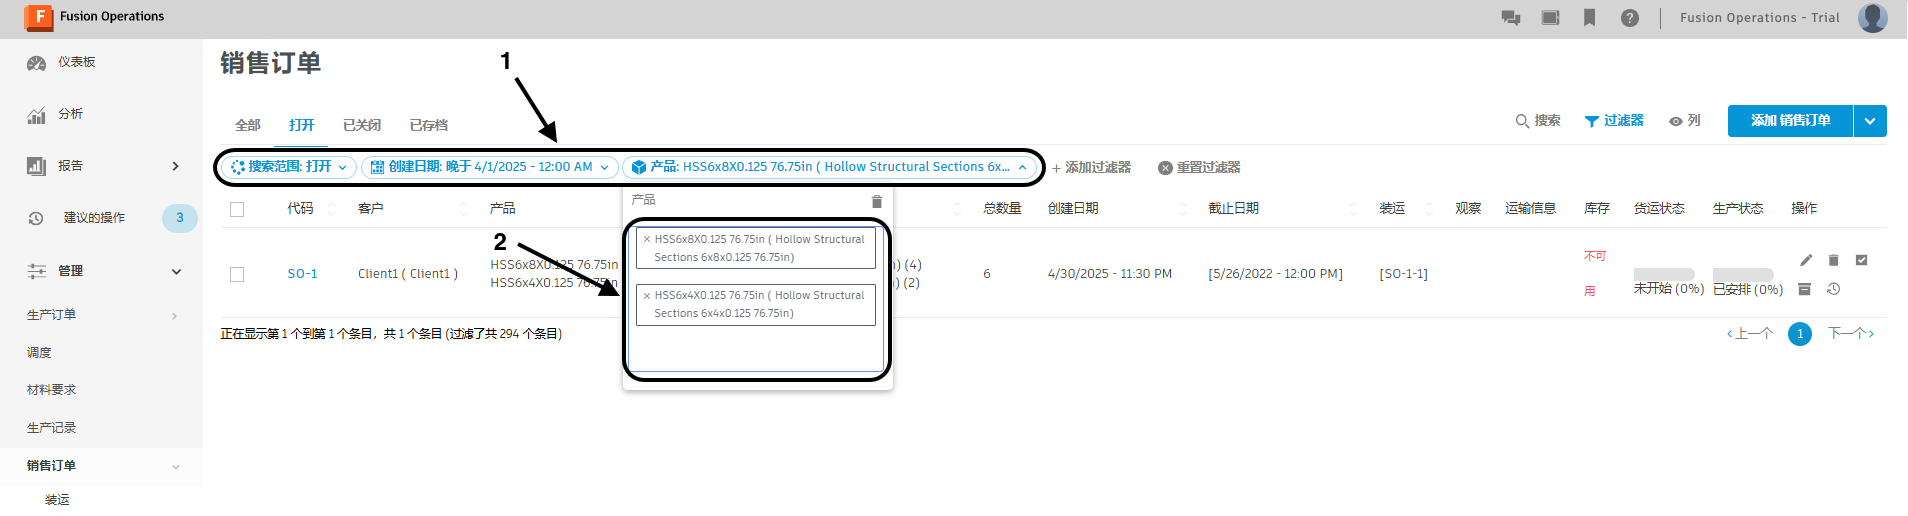 F Fusion Operations
Fusion Operations - Trial
仪表板
分析
报告
建议的操作 3
管理
生产订单
调度
材料要求
生产记录
销售订单
装运
销售订单
1
全部 打开 已关闭 已存档
搜索 过滤器 列 添加 销售订单
搜索范围: 打开 创建日期: 晚于 4/1/2025 - 12:00 AM 产品: HSS6x8X0.125 76.75in ( Hollow Structural Sections 6x... + 添加过滤器 重置过滤器
代码 客户 产品 总数量 创建日期 截止日期 装运 观察 运输信息 库存 货运状态 生产状态 操作
产品
2
× HSS6x8X0.125 76.75in ( Hollow Structural
Sections 6x8x0.125 76.75in)
× HSS6x4X0.125 76.75in ( Hollow Structural
Sections 6x4x0.125 76.75in)
SO-1 Client1 ( Client1 )
HSS6x8X0.125 76.75in n) (4)
HSS6x4X0.125 76.75in n) (2)
6 4/30/2025 - 11:30 PM [5/26/2022 - 12:00 PM] [SO-1-1]
不可
用
未开始 (0%) 已安排 (0%)
正在显示第 1 个到第 1 个条目，共 1 个条目 (过滤了共 294 个条目)
‹ 上一个 1 下一个 ›